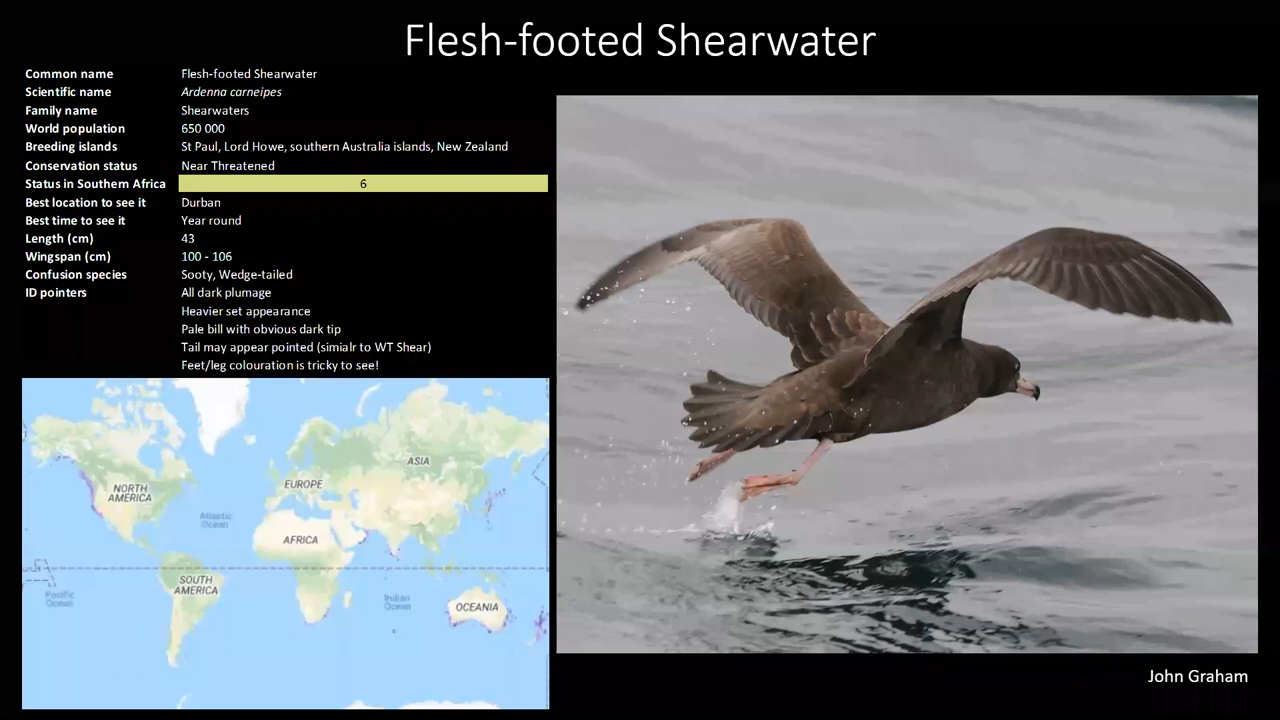 Flesh-footed Shearwater
Common name Flesh-footed Shearwater
Scientific name Ardenna carneipes
Family name Shearwaters
World population 650 000
Breeding islands St Paul, Lord Howe, southern Australia islands, New Zealand
Conservation status Near Threatened
Status in Southern Africa 6
Best location to see it Durban
Best time to see it Year round
Length (cm) 43
Wingspan (cm) 100 - 106
Confusion species Sooty, Wedge-tailed
ID pointers All dark plumage
Heavier set appearance
Pale bill with obvious dark tip
Tail may appear pointed (simialr to WT Shear)
Feet/leg colouration is tricky to see!
ASIA
EUROPE
NORTH
AMERICA
Atlantic
Ocean
AFRICA
SOUTH
AMERICA
Pacific
Ocean
Indian
Ocean
OCEANIA
John Graham